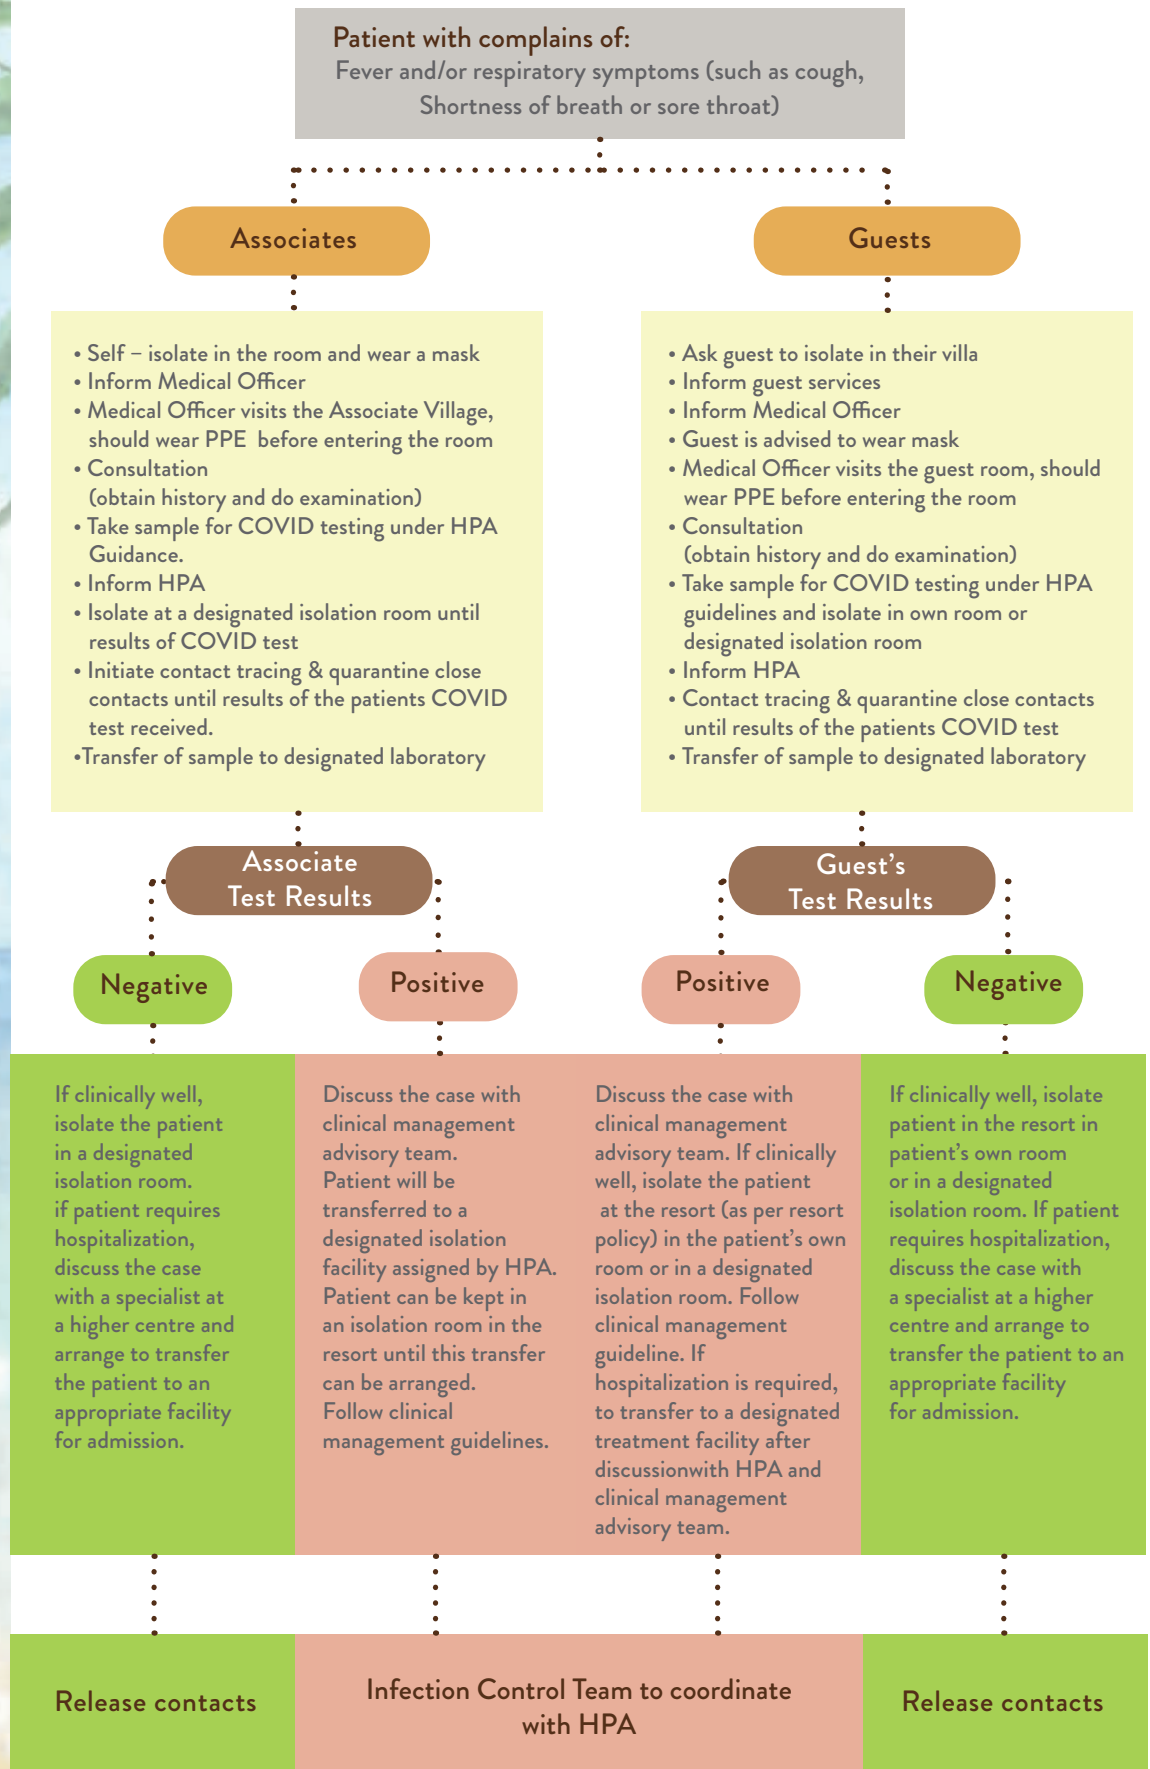 Patient with complains of:
Fever and/or respiratory symptoms (such as cough,
Shortness of breath or sore throat)
Associates
• Self – isolate in the room and wear a mask
• Inform Medical Officer
• Medical Officer visits the Associate Village,
should wear PPE before entering the room
• Consultation
(obtain history and do examination)
• Take sample for COVID testing under HPA
Guidance.
• Inform HPA
• Isolate at a designated isolation room until
results of COVID test
• Initiate contact tracing & quarantine close
contacts until results of the patients COVID
test received.
•Transfer of sample to designated laboratory
Guests
• Ask guest to isolate in their villa
• Inform guest services
• Inform Medical Officer
• Guest is advised to wear mask
• Medical Officer visits the guest room, should
wear PPE before entering the room
• Consultation
(obtain history and do examination)
• Take sample for COVID testing under HPA
guidelines and isolate in own room or
designated isolation room
• Inform HPA
• Contact tracing & quarantine close contacts
until results of the patients COVID test
• Transfer of sample to designated laboratory
Associate
Test Results
Guest's
Test Results
Negative
Positive
Positive
Negative
If clinically well,
isolate the patient
in a designated
isolation room.
if patient requires
hospitalization,
discuss the case
with a specialist at
a higher centre and
arrange to transfer
the patient to an
appropriate facility
for admission.
Discuss the case with
clinical management
advisory team.
Patient will be
transferred to a
designated isolation
facility assigned by HPA.
Patient can be kept in
an isolation room in the
resort until this transfer
can be arranged.
Follow clinical
management guidelines.
Discuss the case with
clinical management
advisory team. If clinically
well, isolate the patient
at the resort (as per resort
policy) in the patient's own
room or in a designated
isolation room. Follow
clinical management
guideline. If
hospitalization is required,
to transfer to a designated
treatment facility after
discussionwith HPA and
clinical management
advisory team.
If clinically well, isolate
patient in the resort in
patient's own room
or in a designated
isolation room. If patient
requires hospitalization,
discuss the case with
a specialist at a higher
centre and arrange to
transfer the patient to an
appropriate facility
for admission.
Release contacts
Infection Control Team to coordinate
with HPA
Release contacts